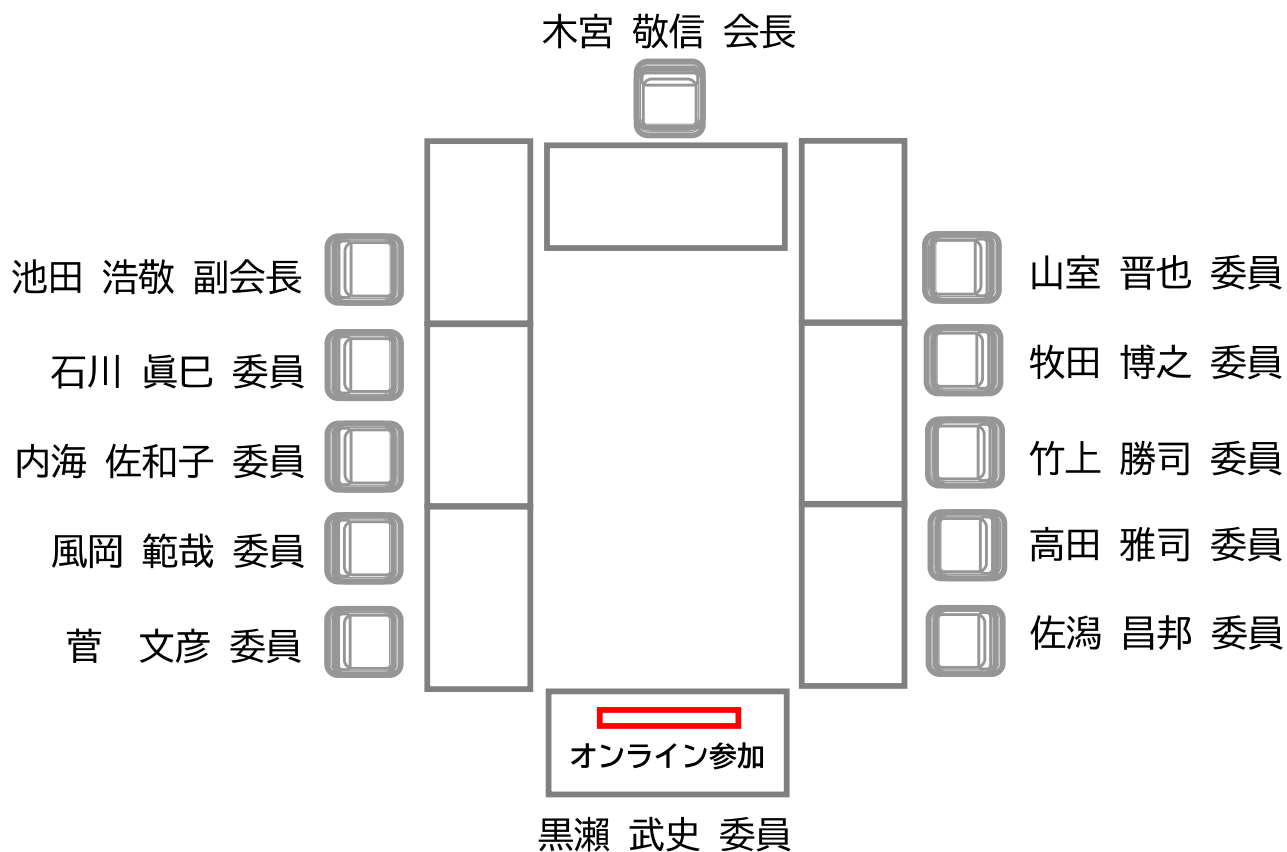 木宮 敬信 会長
池田 浩敬 副会長
石川 眞巳 委員
内海 佐和子 委員
風岡 範哉 委員
菅　文彦 委員
山室 晋也 委員
牧田 博之 委員
竹上 勝司 委員
高田 雅司 委員
佐潟 昌邦 委員
オンライン参加
黒瀨 武史 委員